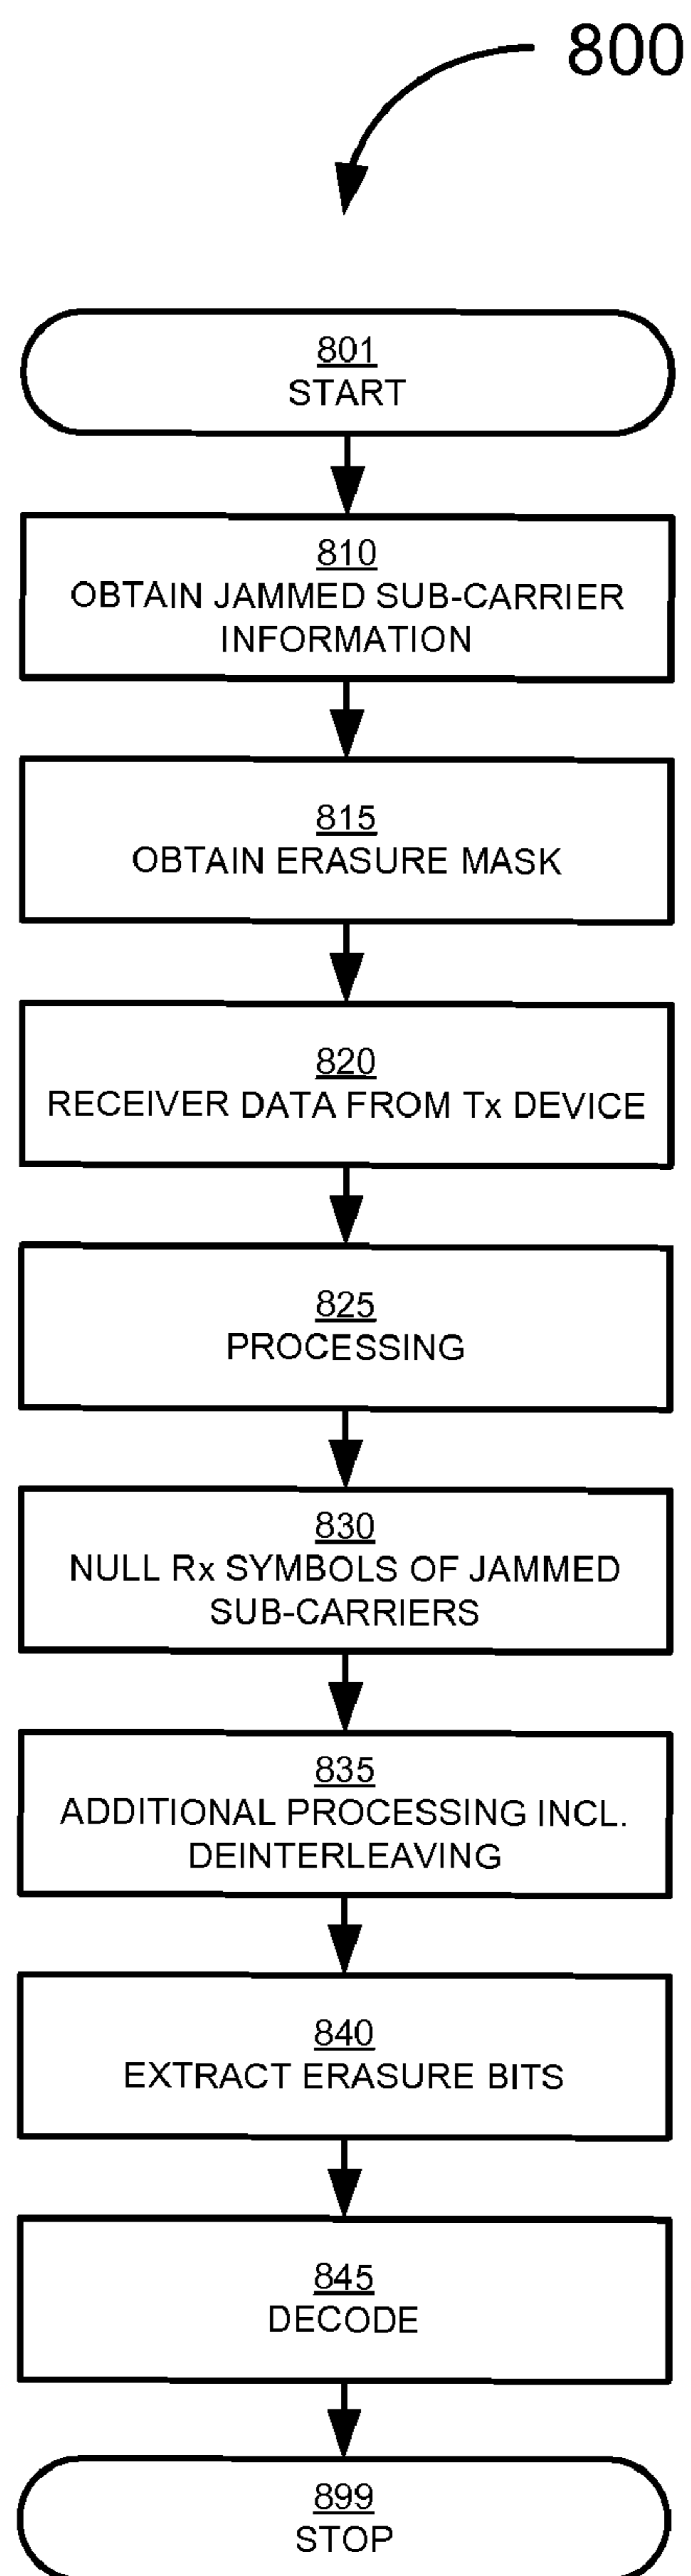 800
801
START
810
OBTAIN JAMMED SUB-CARRIER
INFORMATION
815
OBTAIN ERASURE MASK
820
RECEIVER DATA FROM Tx DEVICE
825
PROCESSING
830
NULL Rx SYMBOLS OF JAMMED
SUB-CARRIERS
835
ADDITIONAL PROCESSING INCL.
DEINTERLEAVING
840
EXTRACT ERASURE BITS
845
DECODE
899
STOP